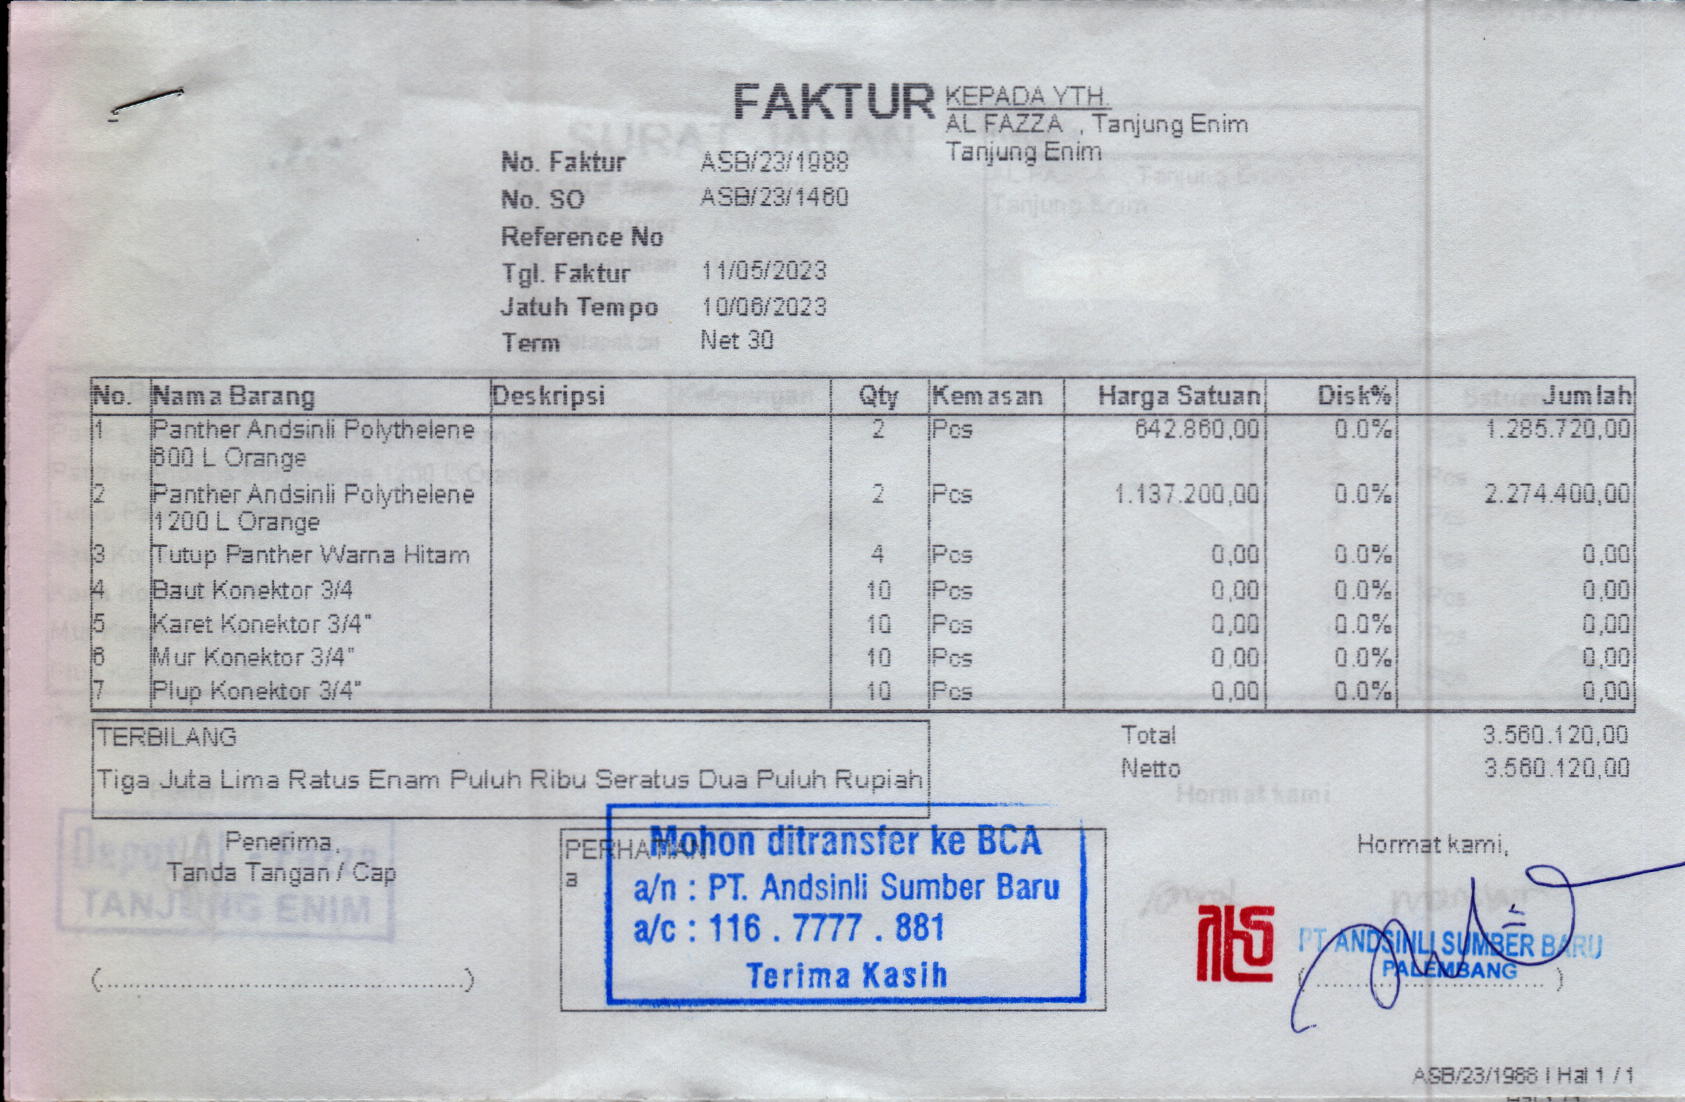 FAKTUR
KEPADA YTH.
AL FAZZA , Tanjung Enim
Tanjung Enim
No. Faktur ASB/23/1988
No. SO ASB/23/1460
Reference No
Tgl. Faktur 11/05/2023
Jatuh Tempo 10/06/2023
Term Net 30
No. Nama Barang Deskripsi Qty Kemasan Harga Satuan Disk% Jumlah
1 Panther Andsinli Polythelene 2 Pcs 642.860,00 0.0% 1.285.720,00
600 L Orange
2 Panther Andsinli Polythelene 2 Pcs 1.137.200,00 0.0% 2.274.400,00
1200 L Orange
3 Tutup Panther Warna Hitam 4 Pcs 0,00 0.0% 0,00
4 Baut Konektor 3/4 10 Pcs 0,00 0.0% 0,00
5 Karet Konektor 3/4" 10 Pcs 0,00 0.0% 0,00
6 Mur Konektor 3/4" 10 Pcs 0,00 0.0% 0,00
7 Plup Konektor 3/4" 10 Pcs 0,00 0.0% 0,00
TERBILANG
Tiga Juta Lima Ratus Enam Puluh Ribu Seratus Dua Puluh Rupiah
Total 3.560.120,00
Netto 3.560.120,00
Penerima,
Tanda Tangan / Cap
Depot Al - Fazza
TANJUNG ENIM
(..........................................)
PERHATIAN
a
Mohon ditransfer ke BCA
a/n : PT. Andsinli Sumber Baru
a/c : 116 . 7777 . 881
Terima Kasih
Hormat kami,
PT ANDSINLI SUMBER BARU
PALEMBANG
(..........................)
ASB/23/1988 | Hal 1 / 1